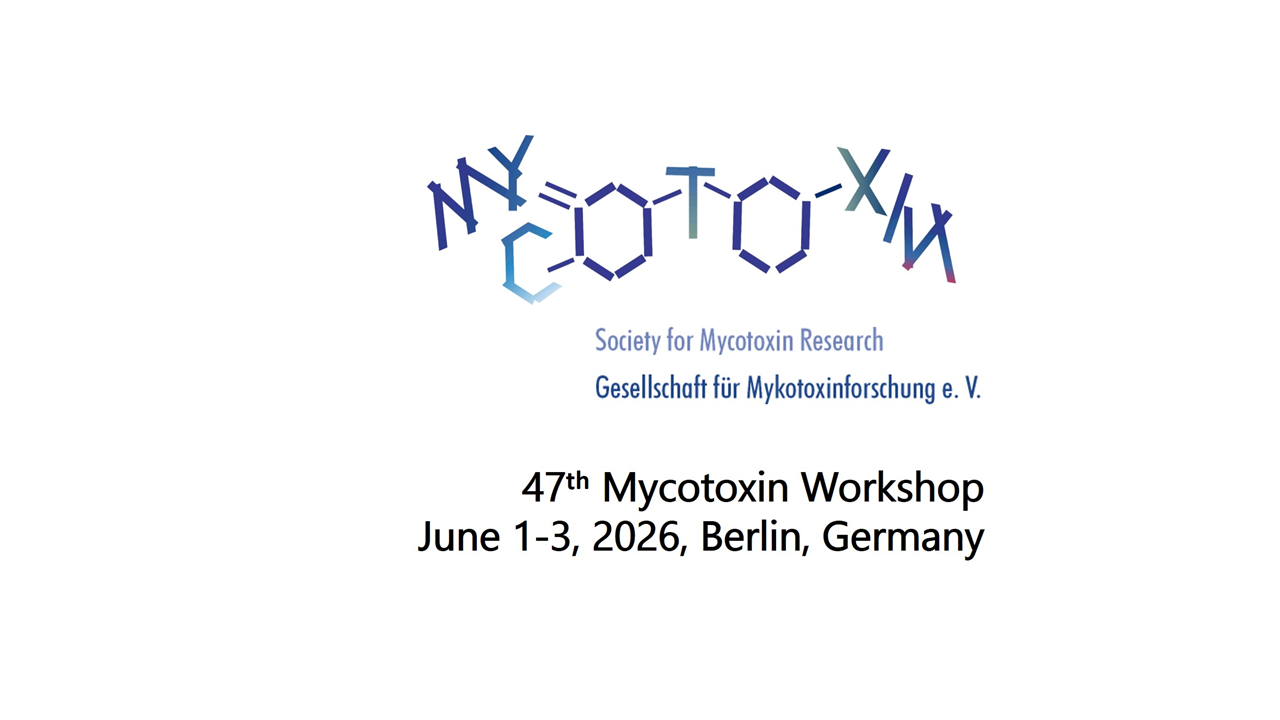 MYCOTOXIN
Society for Mycotoxin Research
Gesellschaft für Mykotoxinforschung e. V.
47th Mycotoxin Workshop
June 1-3, 2026, Berlin, Germany